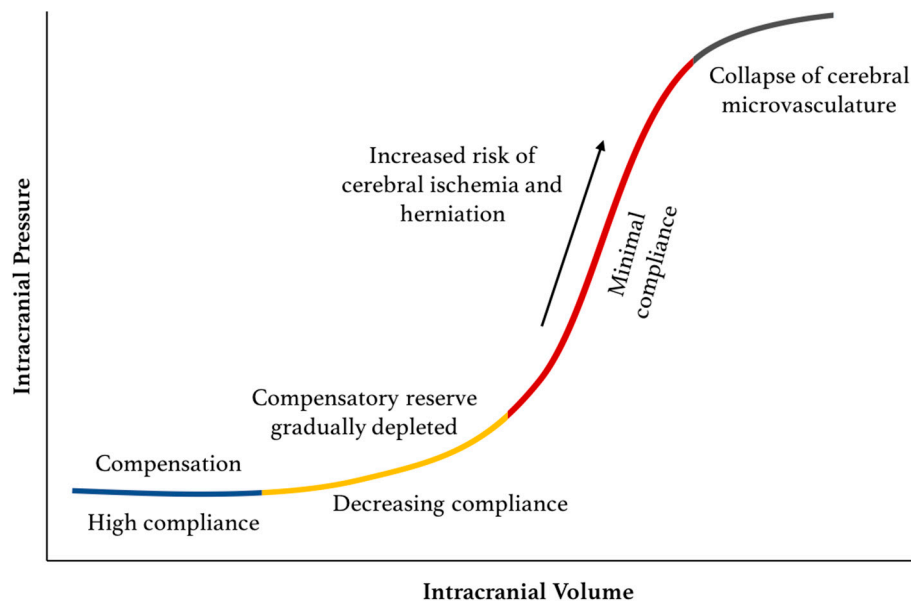 Collapse of cerebral
microvasculature
Increased risk of
cerebral ischemia and
herniation
Minimal
compliance
Intracranial Pressure
Compensatory reserve
gradually depleted
Compensation
Decreasing compliance
High compliance
Intracranial Volume